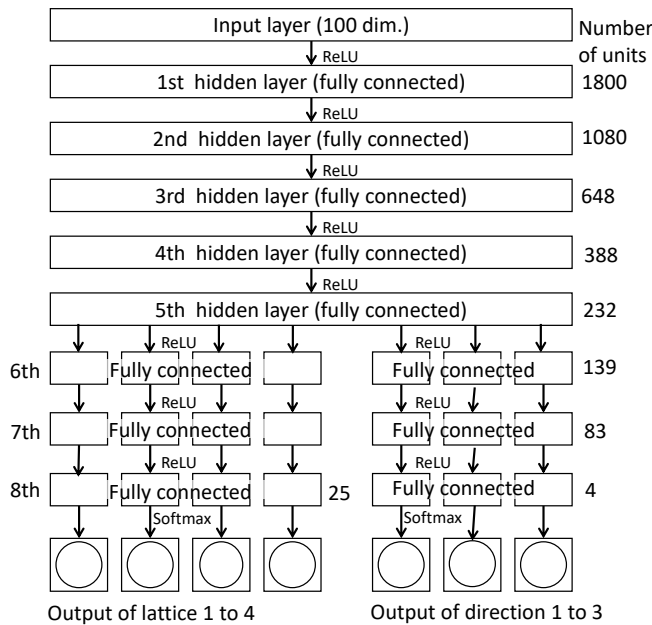 Input layer (100 dim.)
Number
of units
ReLU
1st hidden layer (fully connected) 1800
ReLU
2nd hidden layer (fully connected) 1080
ReLU
3rd hidden layer (fully connected) 648
ReLU
4th hidden layer (fully connected) 388
ReLU
5th hidden layer (fully connected) 232
ReLU ReLU
6th Fully connected Fully connected 139
ReLU ReLU
7th Fully connected Fully connected 83
ReLU ReLU
8th Fully connected 25 Fully connected 4
Softmax Softmax
Output of lattice 1 to 4 Output of direction 1 to 3